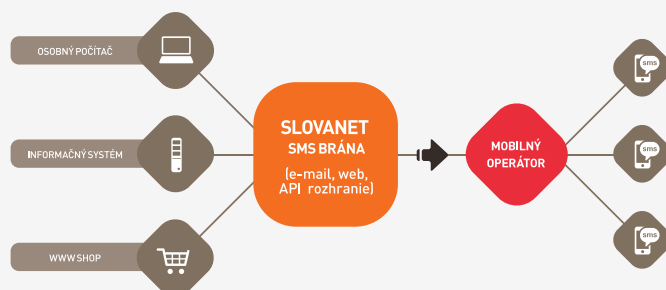 OSOBNÝ POČÍTAČ
INFORMAČNÝ SYSTÉM
WWW SHOP
SLOVANET
SMS BRÁNA
(e-mail, web,
API rozhranie)
MOBILNÝ
OPERÁTOR
sms
sms
sms